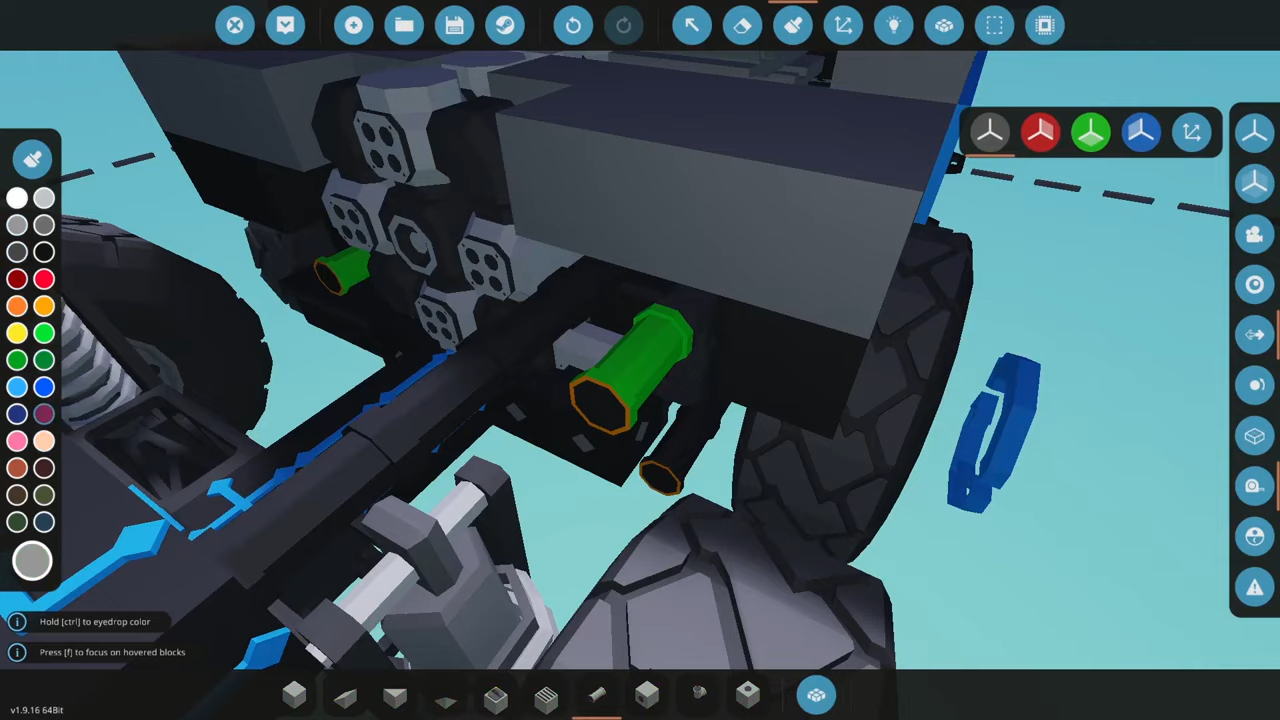 Hold [ctrl] to eyedrop color
Press [f] to focus on hovered blocks
v1.9.16 64Bit